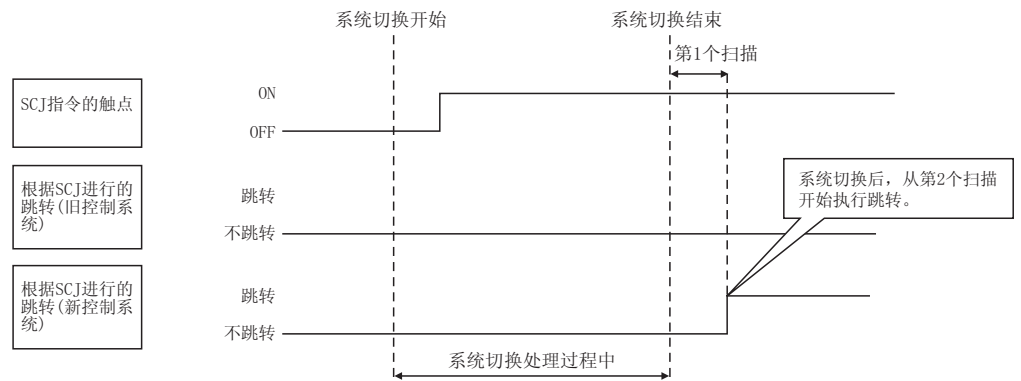 系统切换开始
系统切换结束
第1个扫描
SCJ指令的触点
ON
OFF
根据SCJ进行的
跳转(旧控制系
统)
跳转
不跳转
系统切换后，从第2个扫描
开始执行跳转。
根据SCJ进行的
跳转(新控制系
统)
跳转
不跳转
系统切换处理过程中